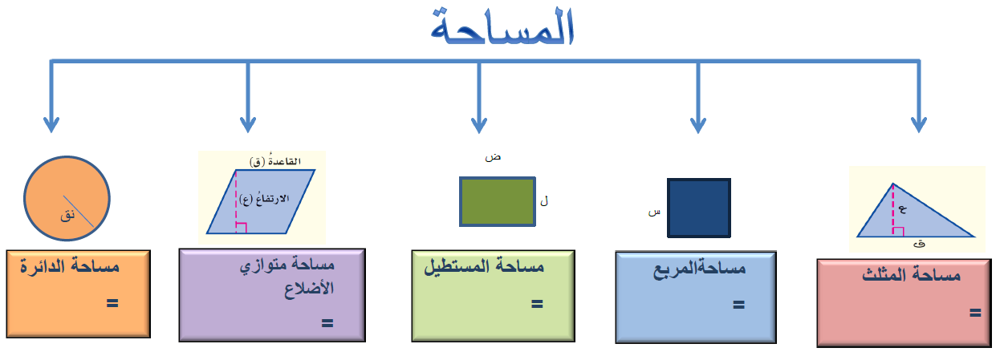 المساحة
ع
ق
مساحة المثلث
=
س
مساحةالمربع
=
ض
ل
مساحة المستطيل
=
القاعدةُ (ق)
الارتفاعُ (ع)
مساحة متوازي
الأضلاع
=
نق
مساحة الدائرة
=